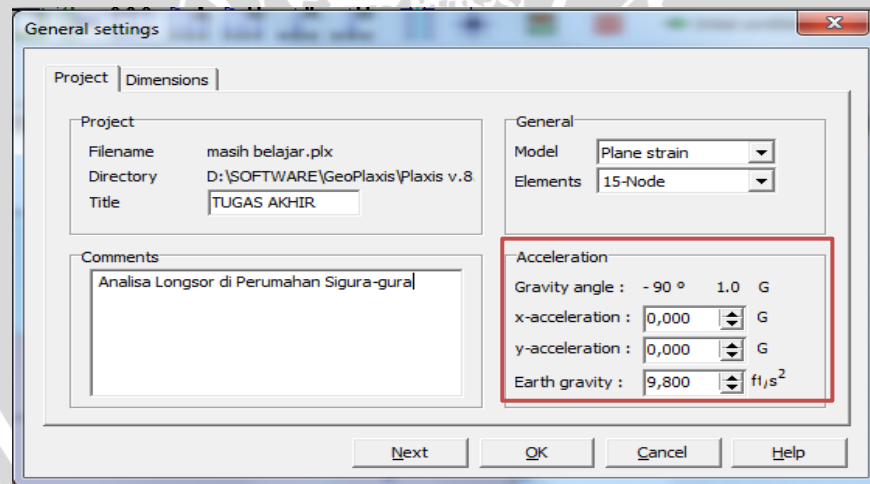 General settings
Project
Dimensions
Project
Filename masih belajar.plx
Directory D:\SOFTWARE\GeoPlaxis\Plaxis v.8
Title TUGAS AKHIR
General
Model Plane strain
Elements 15-Node
Comments
Analisa Longsor di Perumahan Sigura-gura
Acceleration
Gravity angle : - 90 º 1.0 G
x-acceleration : 0,000 G
y-acceleration : 0,000 G
Earth gravity : 9,800 ft/s²
Next
OK
Cancel
Help